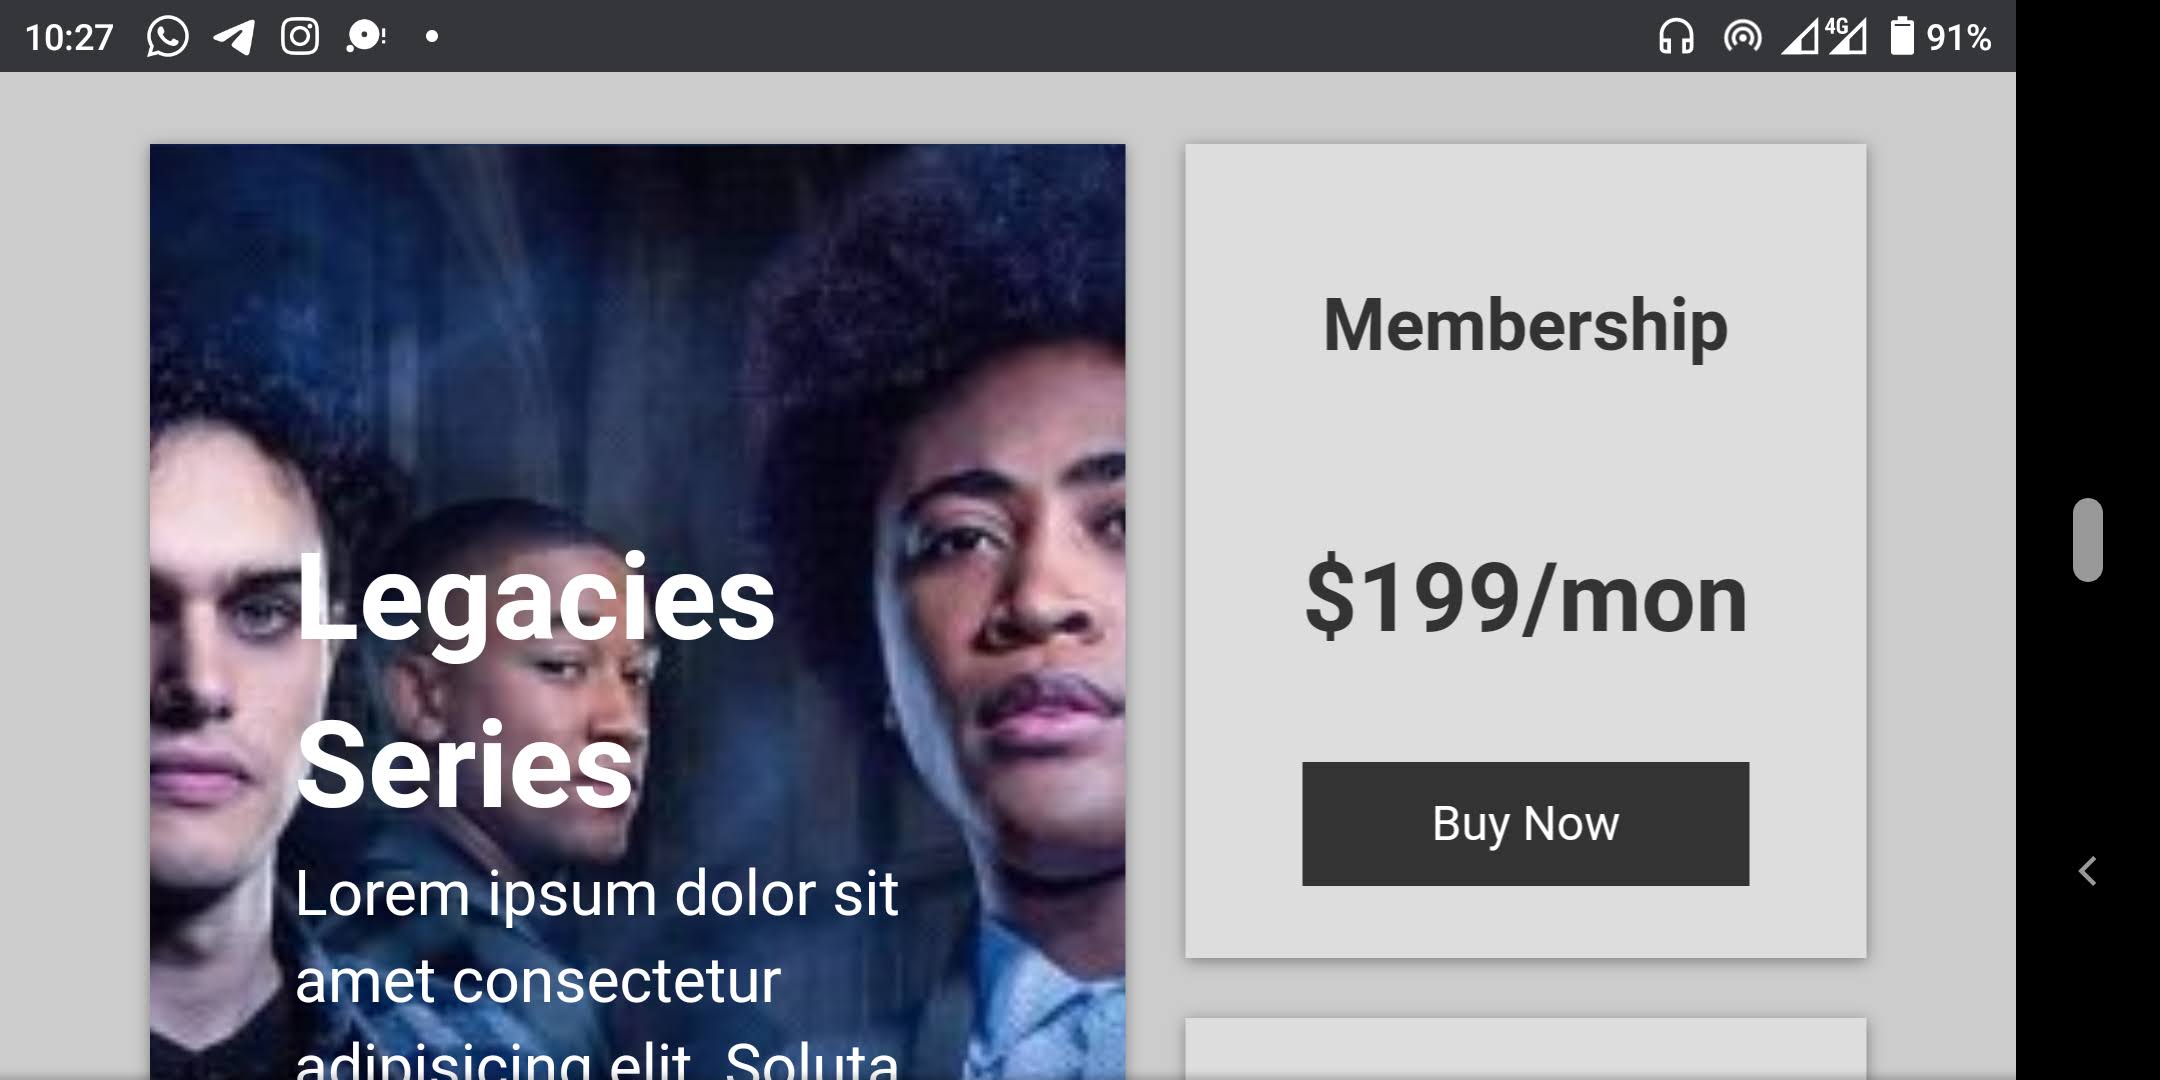 10:27
4G
91%
Legacies
Series
Lorem ipsum dolor sit
amet consectetur
adipisicing elit. Soluta
Membership
$199/mon
Buy Now